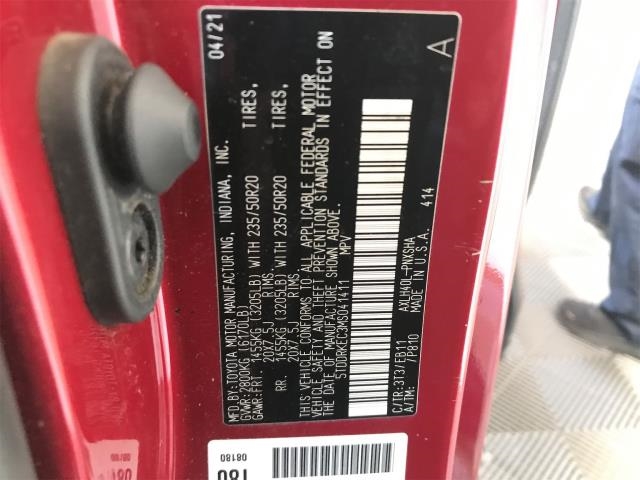 MFD.BY:TOYOTA MOTOR MANUFACTURING, INDIANA, INC. 04/21
GVWR:2800KG (6170LB)
GAWR:FRT. 1455KG (3205LB) WITH 235/50R20 TIRES,
20X7.5J RIMS,
RR. 1455KG (3205LB) WITH 235/50R20 TIRES,
20X7.5J RIMS,
THIS VEHICLE CONFORMS TO ALL APPLICABLE FEDERAL MOTOR
VEHICLE SAFETY AND THEFT PREVENTION STANDARDS IN EFFECT ON
THE DATE OF MANUFACTURE SHOWN ABOVE.
5TDDRKEC3MS041411 MPV
A
C/TR:3T3/FB11 AXLH40L-PNXSHA 414
A/TM: /P810 MADE IN U.S.A.
08180
180